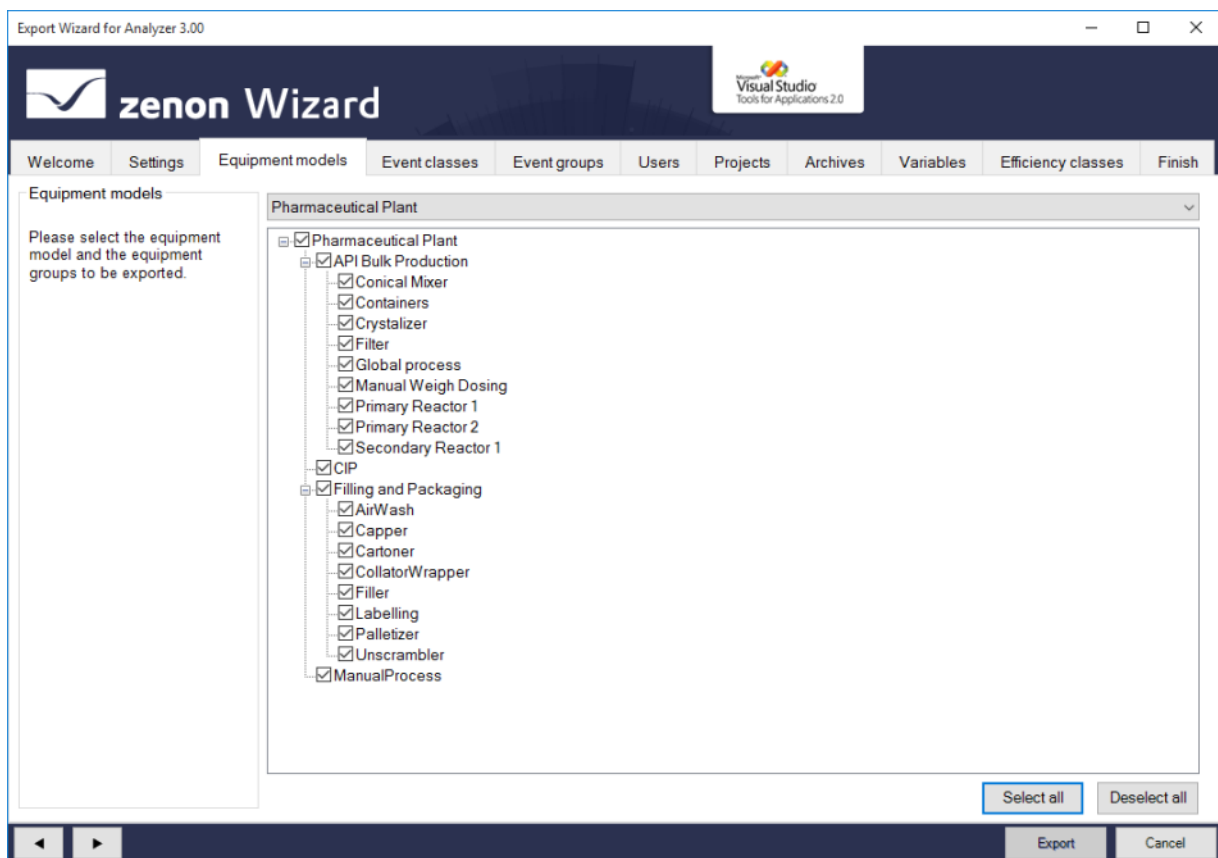 Export Wizard for Analyzer 3.00
zenon Wizard
Microsoft
Visual Studio
Tools for Applications 2.0
Welcome Settings Equipment models Event classes Event groups Users Projects Archives Variables Efficiency classes Finish
Equipment models
Please select the equipment
model and the equipment
groups to be exported.
Pharmaceutical Plant
Pharmaceutical Plant
API Bulk Production
Conical Mixer
Containers
Crystalizer
Filter
Global process
Manual Weigh Dosing
Primary Reactor 1
Primary Reactor 2
Secondary Reactor 1
CIP
Filling and Packaging
AirWash
Capper
Cartoner
CollatorWrapper
Filler
Labelling
Palletizer
Unscrambler
ManualProcess
Select all Deselect all
Export Cancel